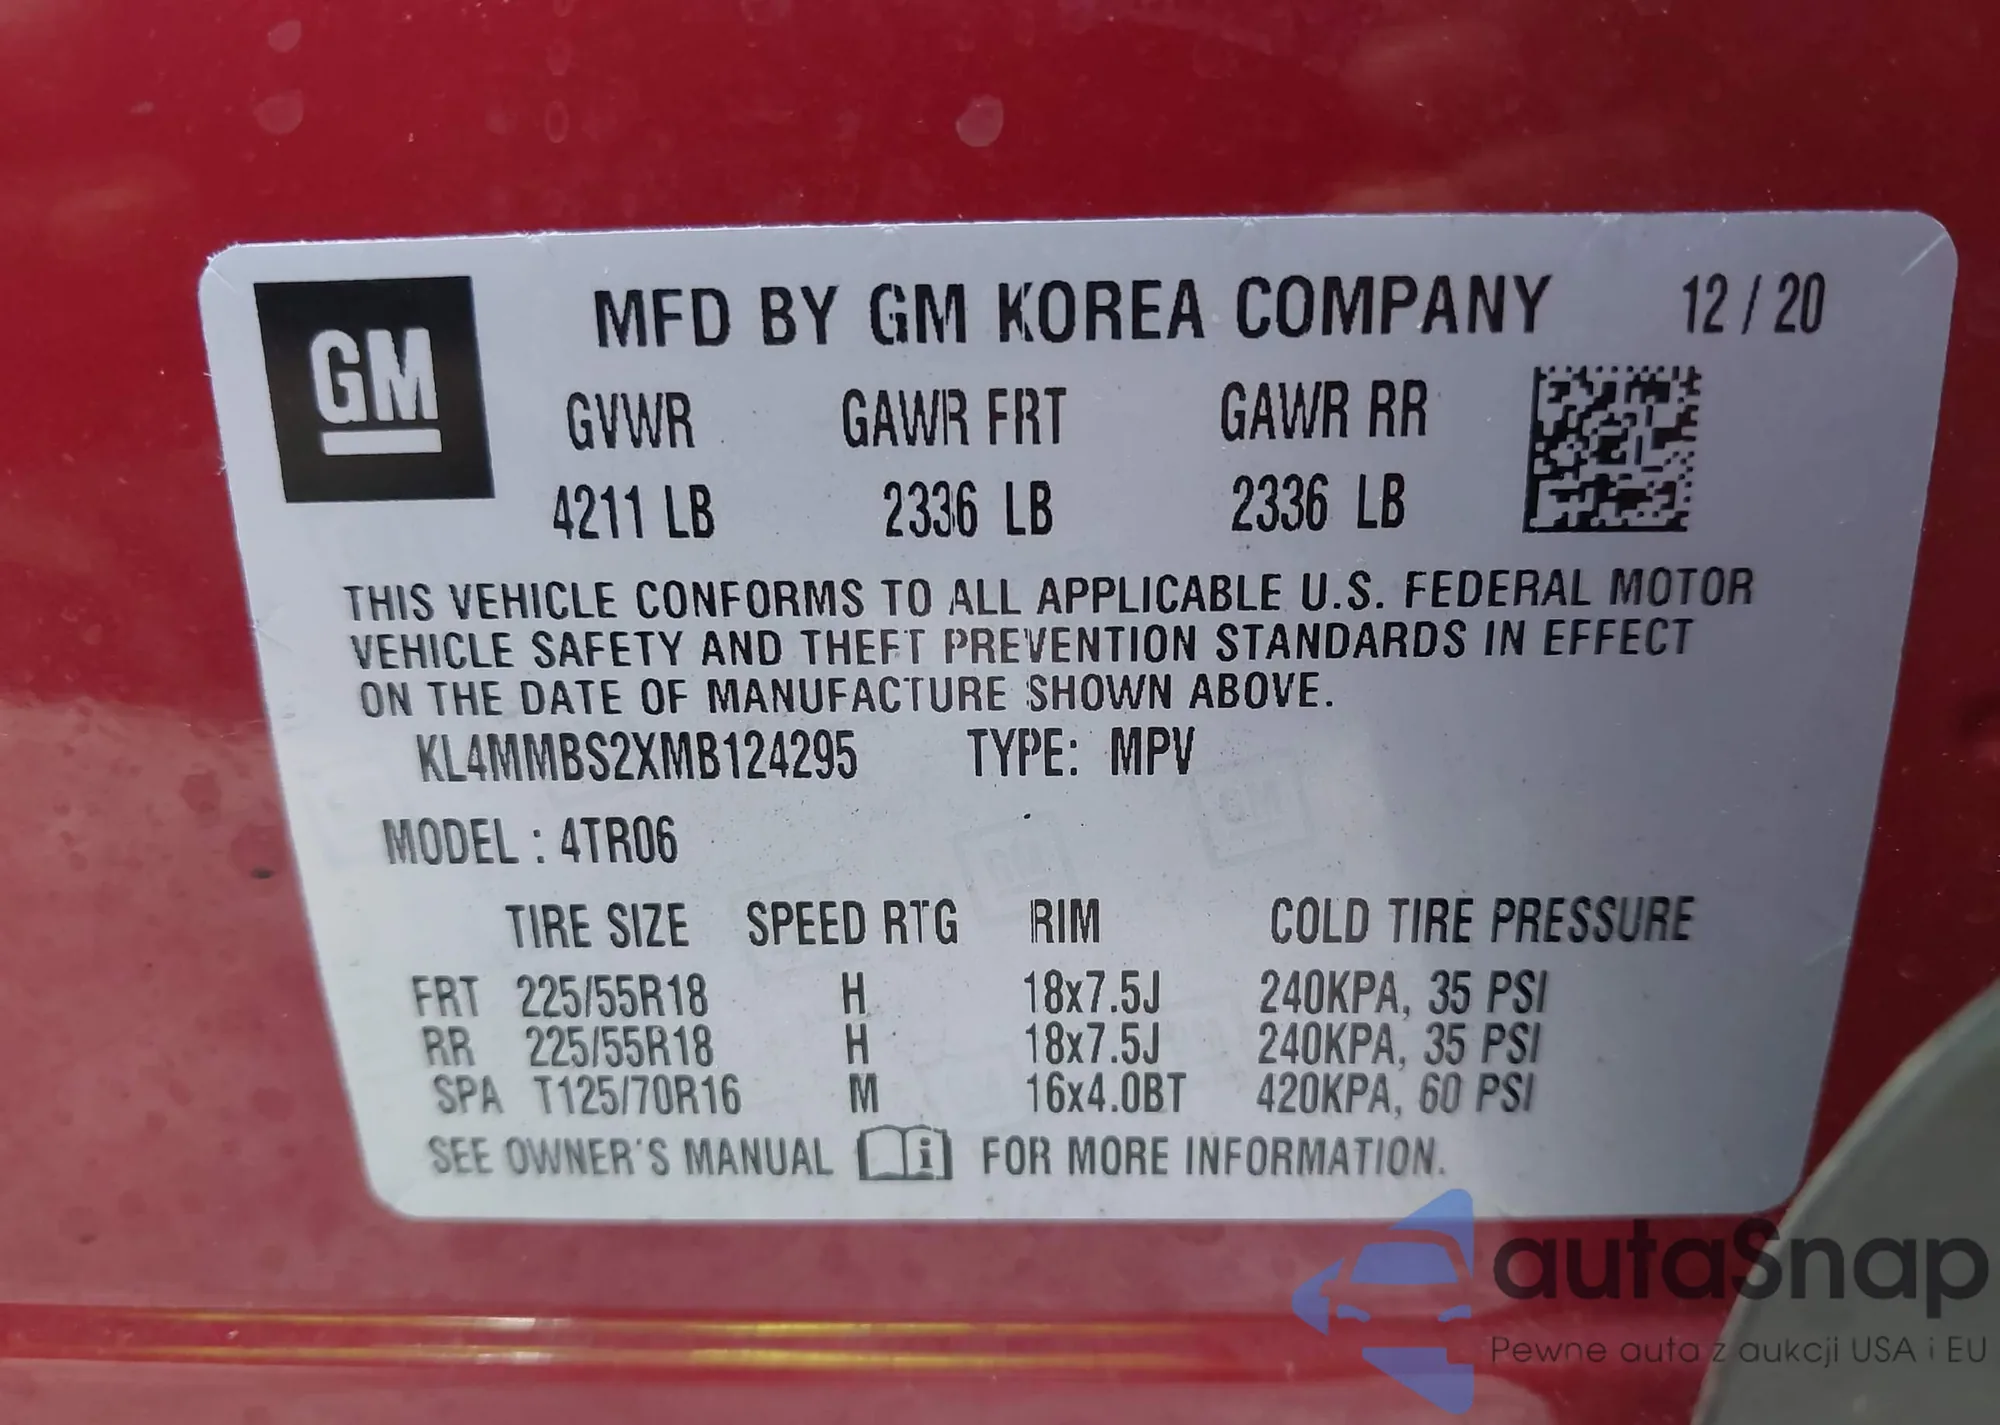 GM
MFD BY GM KOREA COMPANY 12 / 20
GVWR GAWR FRT GAWR RR
4211 LB 2336 LB 2336 LB
THIS VEHICLE CONFORMS TO ALL APPLICABLE U.S. FEDERAL MOTOR
VEHICLE SAFETY AND THEFT PREVENTION STANDARDS IN EFFECT
ON THE DATE OF MANUFACTURE SHOWN ABOVE.
KL4MMBS2XMB124295 TYPE: MPV
MODEL : 4TR06
TIRE SIZE SPEED RTG RIM COLD TIRE PRESSURE
FRT 225/55R18 H 18x7.5J 240KPA, 35 PSI
RR 225/55R18 H 18x7.5J 240KPA, 35 PSI
SPA T125/70R16 M 16x4.0BT 420KPA, 60 PSI
SEE OWNER'S MANUAL i FOR MORE INFORMATION.
autaSnap
Pewne auta z aukcji USA i EU